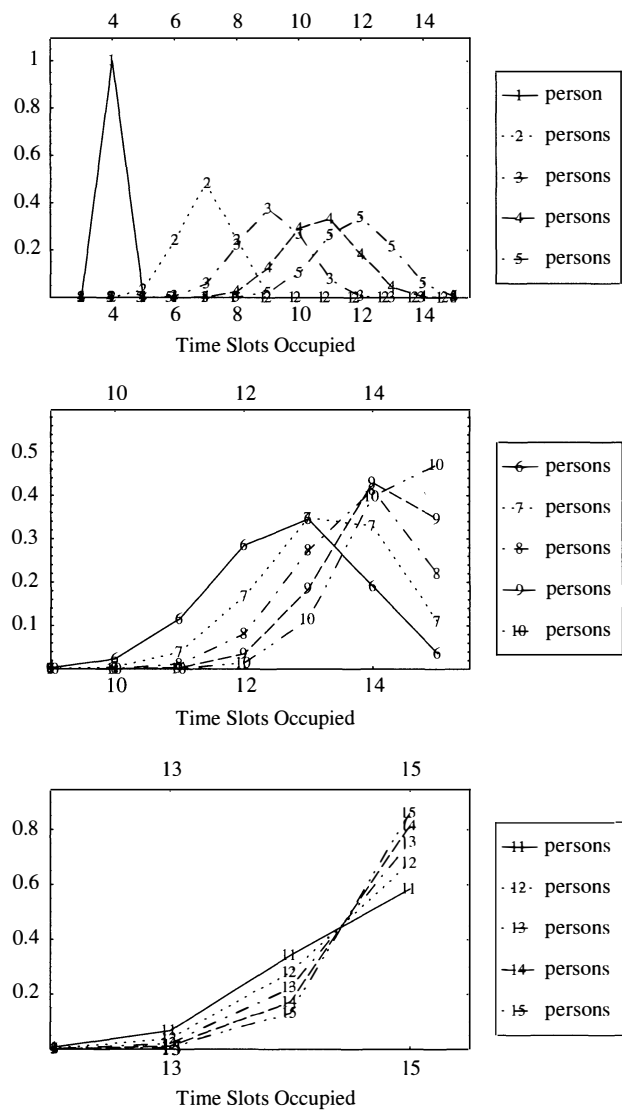 4 6 8 10 12 14
1
0.8
0.6
0.4
0.2
4 6 8 10 12 14
Time Slots Occupied
1 person
2 persons
3 persons
4 persons
5 persons
10 12 14
0.5
0.4
0.3
0.2
0.1
10 12 14
Time Slots Occupied
6 persons
7 persons
8 persons
9 persons
10 persons
13 15
0.8
0.6
0.4
0.2
13 15
Time Slots Occupied
11 persons
12 persons
13 persons
14 persons
15 persons